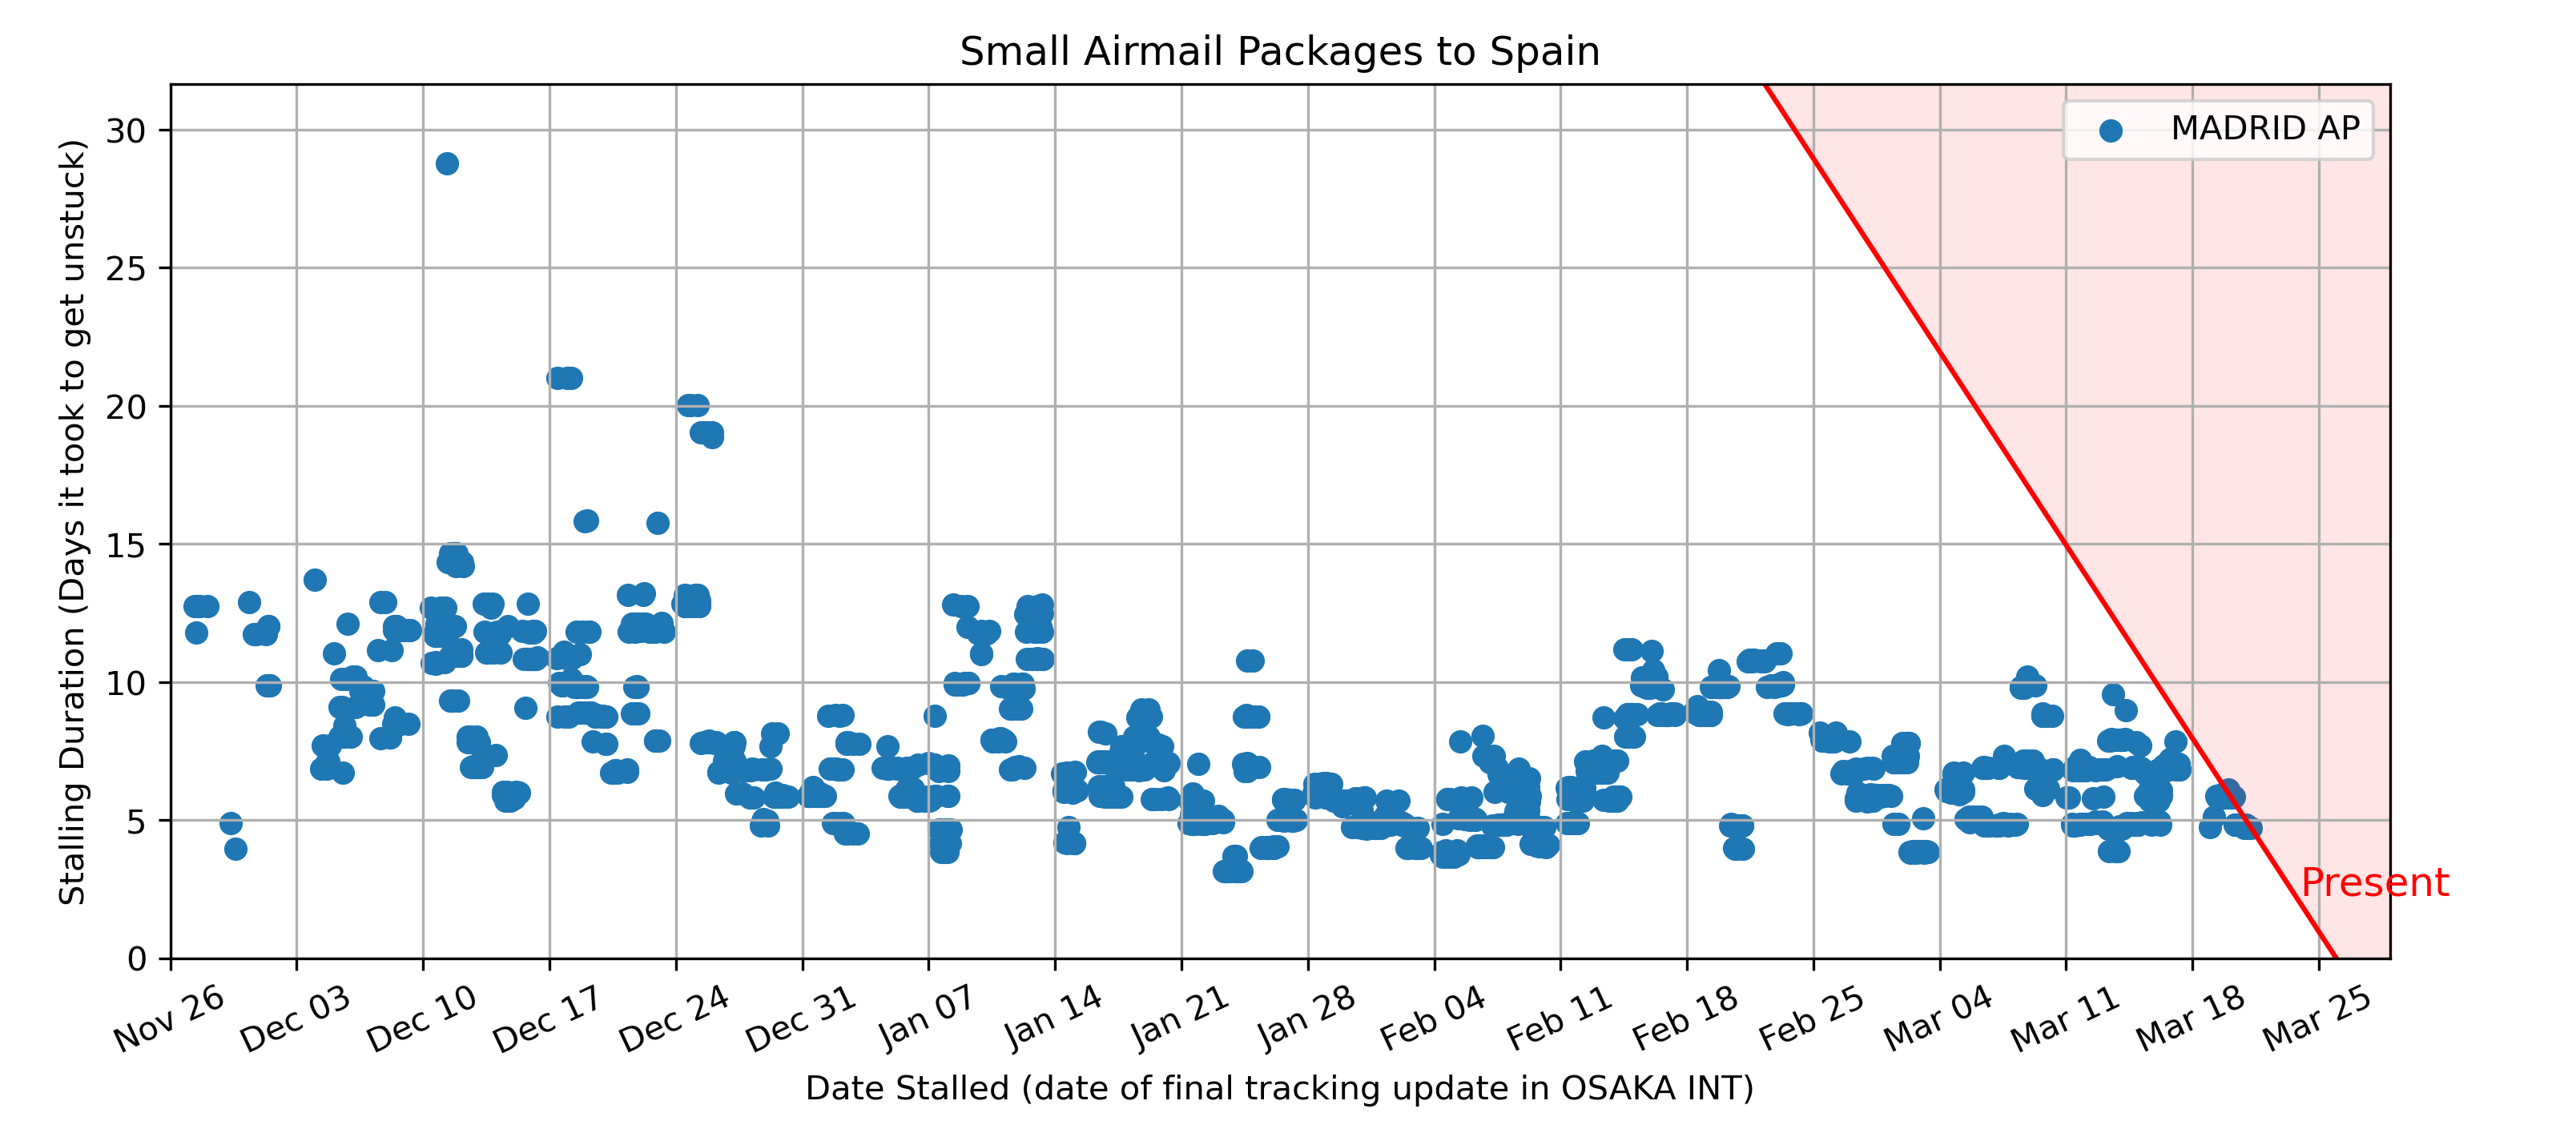 Small Airmail Packages to Spain
Stalling Duration (Days it took to get unstuck)
30
25
20
15
10
5
0
MADRID AP
Present
Nov 26
Dec 03
Dec 10
Dec 17
Dec 24
Dec 31
Jan 07
Jan 14
Jan 21
Jan 28
Feb 04
Feb 11
Feb 18
Feb 25
Mar 04
Mar 11
Mar 18
Mar 25
Date Stalled (date of final tracking update in OSAKA INT)